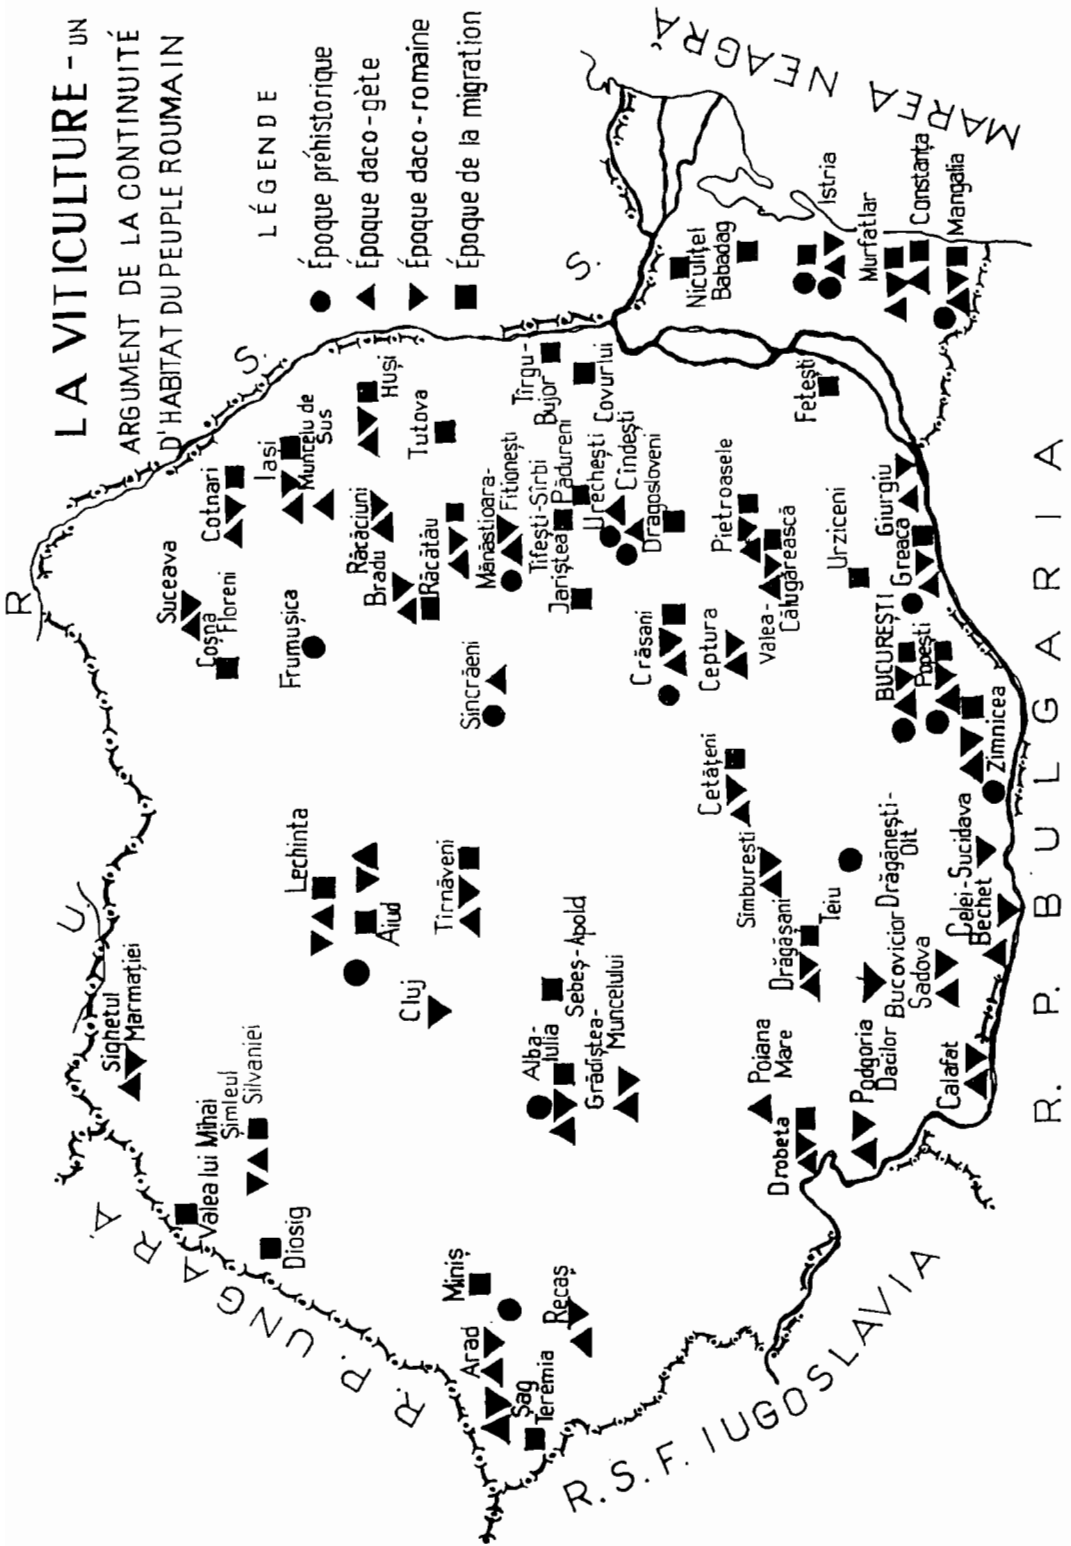 LA VITICULTURE - UN
ARGUMENT DE LA CONTINUITÉ
D'HABITAT DU PEUPLE ROUMAIN
LÉGENDE
Époque préhistorique
Époque daco-gète
Époque daco-romaine
Époque de la migration
R
U.
S.
S.
R.P. UNGARĂ
R.S.F. IUGOSLAVIA
R. P. BULGARIA
MAREA NEAGRĂ
Sighetul
Marmației
Valea lui Mihai
Șimleul
Silvaniei
Diosig
Suceava
Coșna
Floreni
Cotnari
Iași
Munceiu de
Sus
Huși
Frumușica
Lechinta
Aiud
Cluj
Tîrnăveni
Răcăciuni
Bradu
Răcătău
Tutova
Sîncrăeni
Mănăstioara-
Fitionești
Țifești-Sîrbi
Pădureni
Jariștea
Urechești
Cîndești
Dragosloveni
Tîrgu-
Bujor
Covurlui
Miniș
Arad
Șag
Teremia
Recaș
Alba-
Iulia
Sebeș-Apold
Grădiștea-
Muncelului
Niculițel
Babadag
Istria
Murfatlar
Constanța
Mangalia
Crăsani
Ceptura
Cetățeni
Pietroasele
Valea-
Călugărească
Urziceni
Fetești
Poiana
Mare
Drobeta
Simburești
Drăgășani
Teiu
Podgoria
Dacilor
Bucovicior
Drăgănești-
Olt
Sadova
Calafat
Celei-Sucidava
Bechet
Zimnicea
BUCUREȘTI
Popești
Greaca
Giurgiu